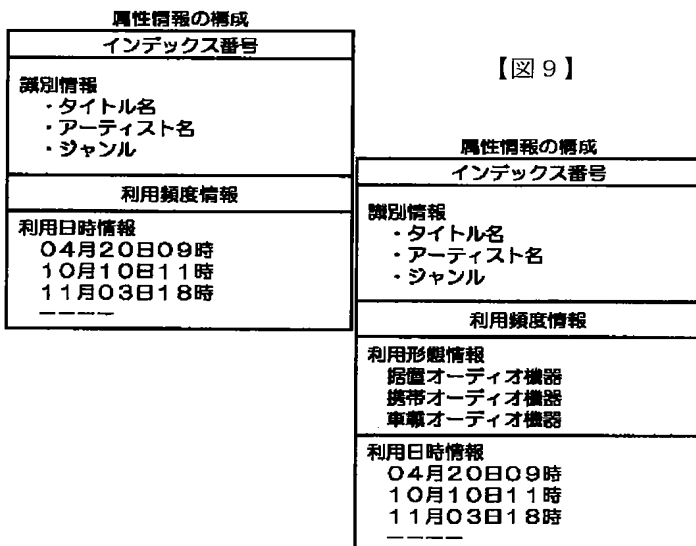 属性情報の構成
インデックス番号
識別情報
・タイトル名
・アーティスト名
・ジャンル
利用頻度情報
利用日時情報
04月20日09時
10月10日11時
11月03日18時
----
【図9】
属性情報の構成
インデックス番号
識別情報
・タイトル名
・アーティスト名
・ジャンル
利用頻度情報
利用形態情報
据置オーディオ機器
携帯オーディオ機器
車載オーディオ機器
利用日時情報
04月20日09時
10月10日11時
11月03日18時
----